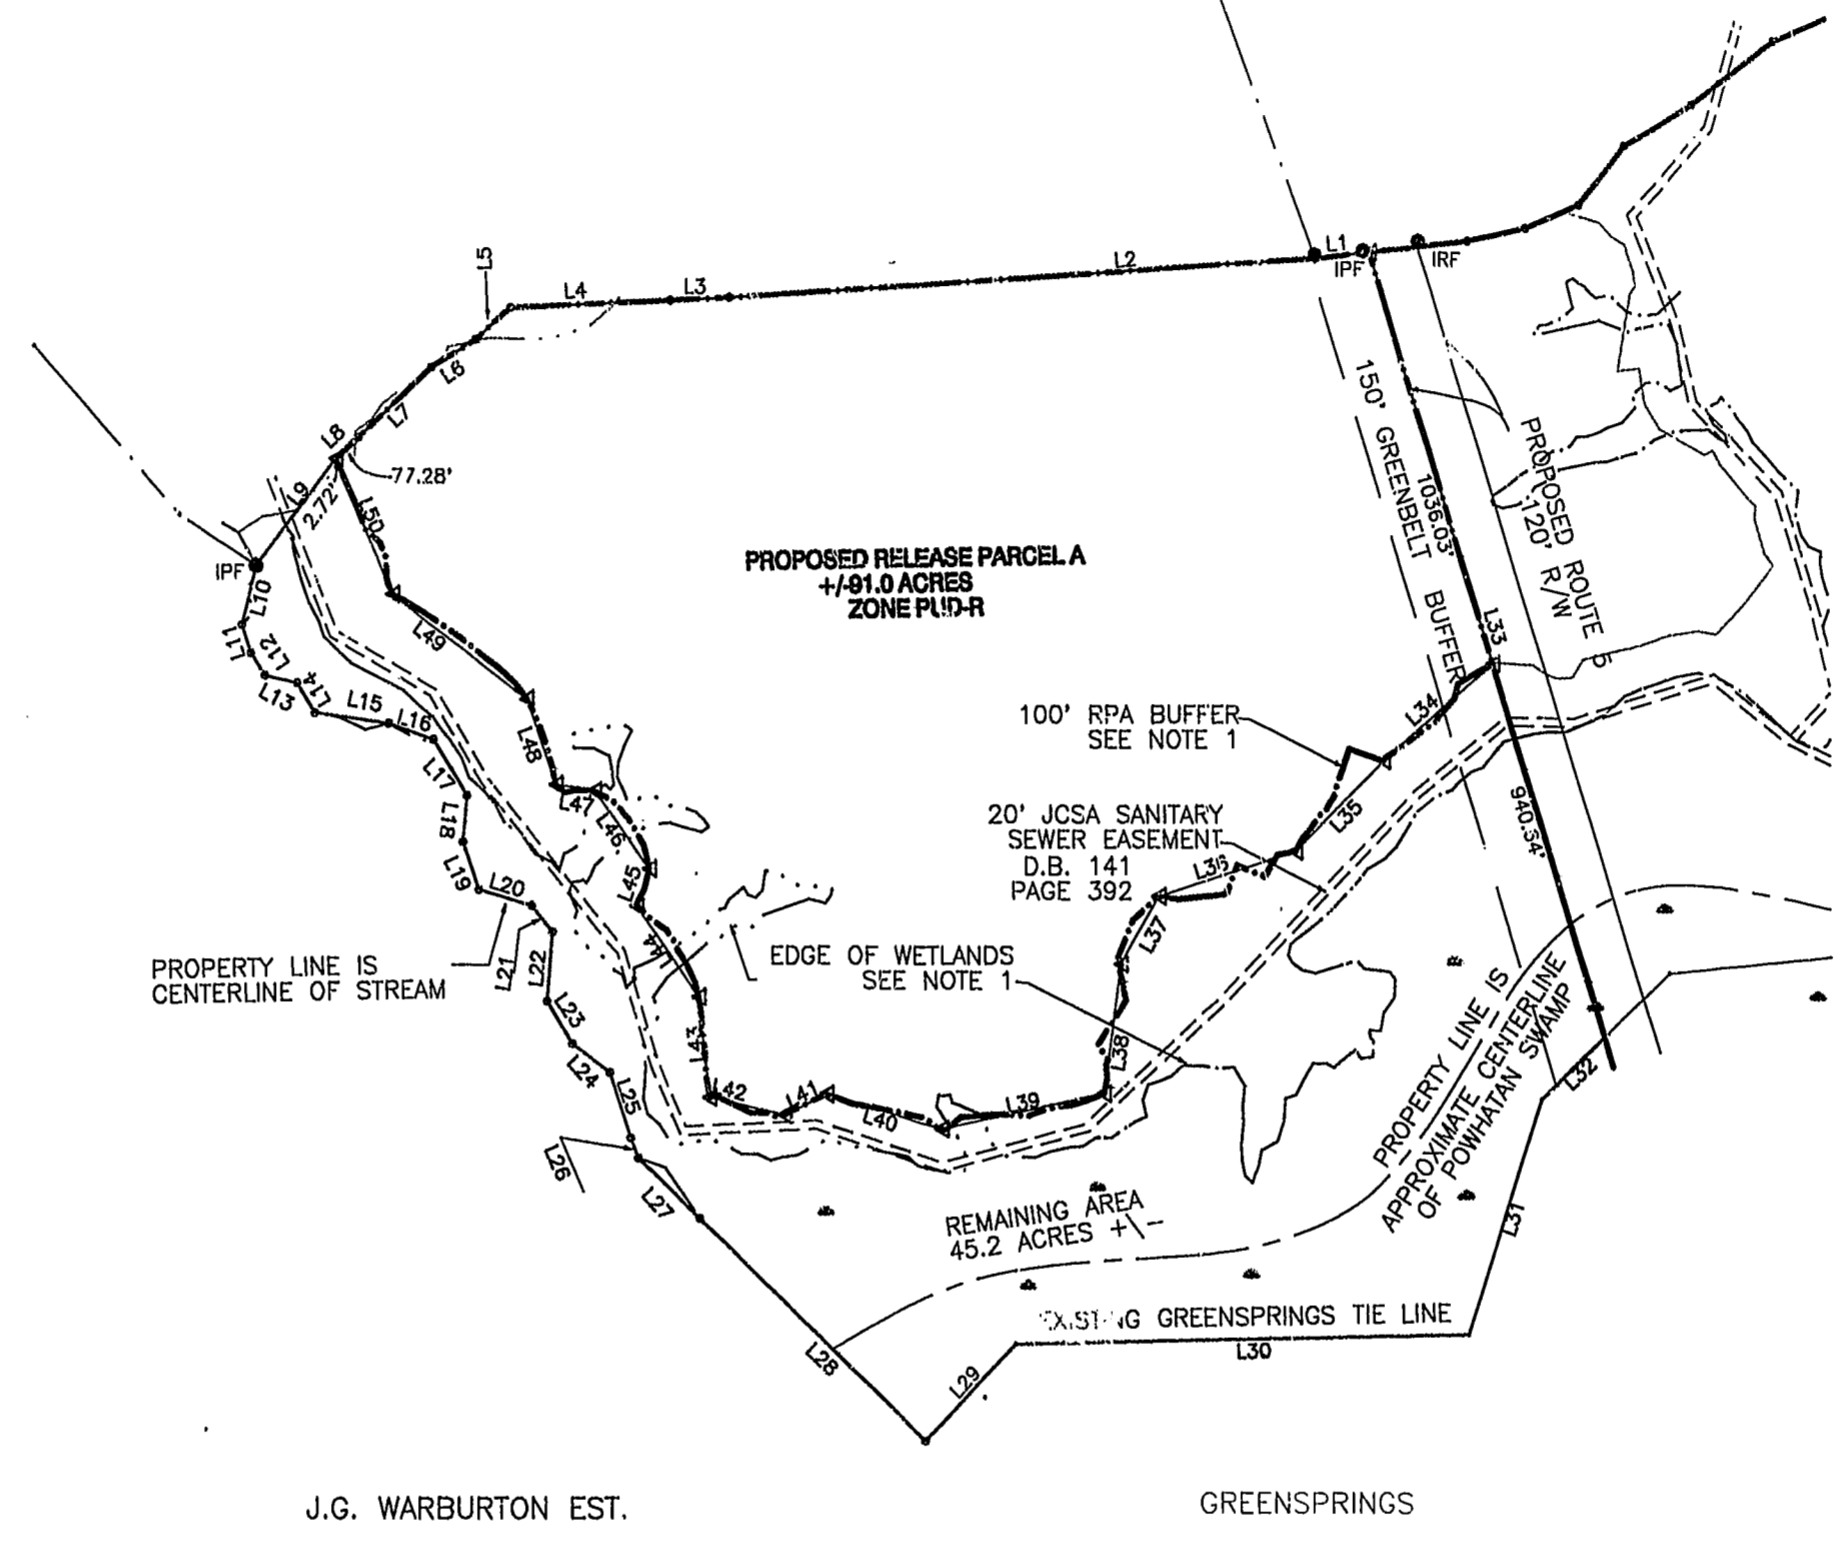 L5
L4
L3
L2
L1
IPF
IRF
L6
L7
L8
77.28'
L9
2.72'
L50
IPF
L10
L11
L12
L13
L14
L15
L16
L17
L18
L19
L20
L21
L22
L23
L24
L25
L26
L27
L28
L29
L30
L31
L32
L33
L34
L35
L36
L37
L38
L39
L40
L41
L42
L43
L44
L45
L46
L47
L48
L49
PROPOSED RELEASE PARCEL A
+/-91.0 ACRES
ZONE PUD-R
150' GREENBELT BUFFER
1036.03'
PROPOSED ROUTE 5
120' R/W
940.54'
100' RPA BUFFER
SEE NOTE 1
20' JCSA SANITARY
SEWER EASEMENT
D.B. 141
PAGE 392
EDGE OF WETLANDS
SEE NOTE 1
PROPERTY LINE IS
CENTERLINE OF STREAM
PROPERTY LINE IS
APPROXIMATE CENTERLINE
OF POWHATAN SWAMP
REMAINING AREA
45.2 ACRES +\-
EXISTING GREENSPRINGS TIE LINE
J.G. WARBURTON EST.
GREENSPRINGS